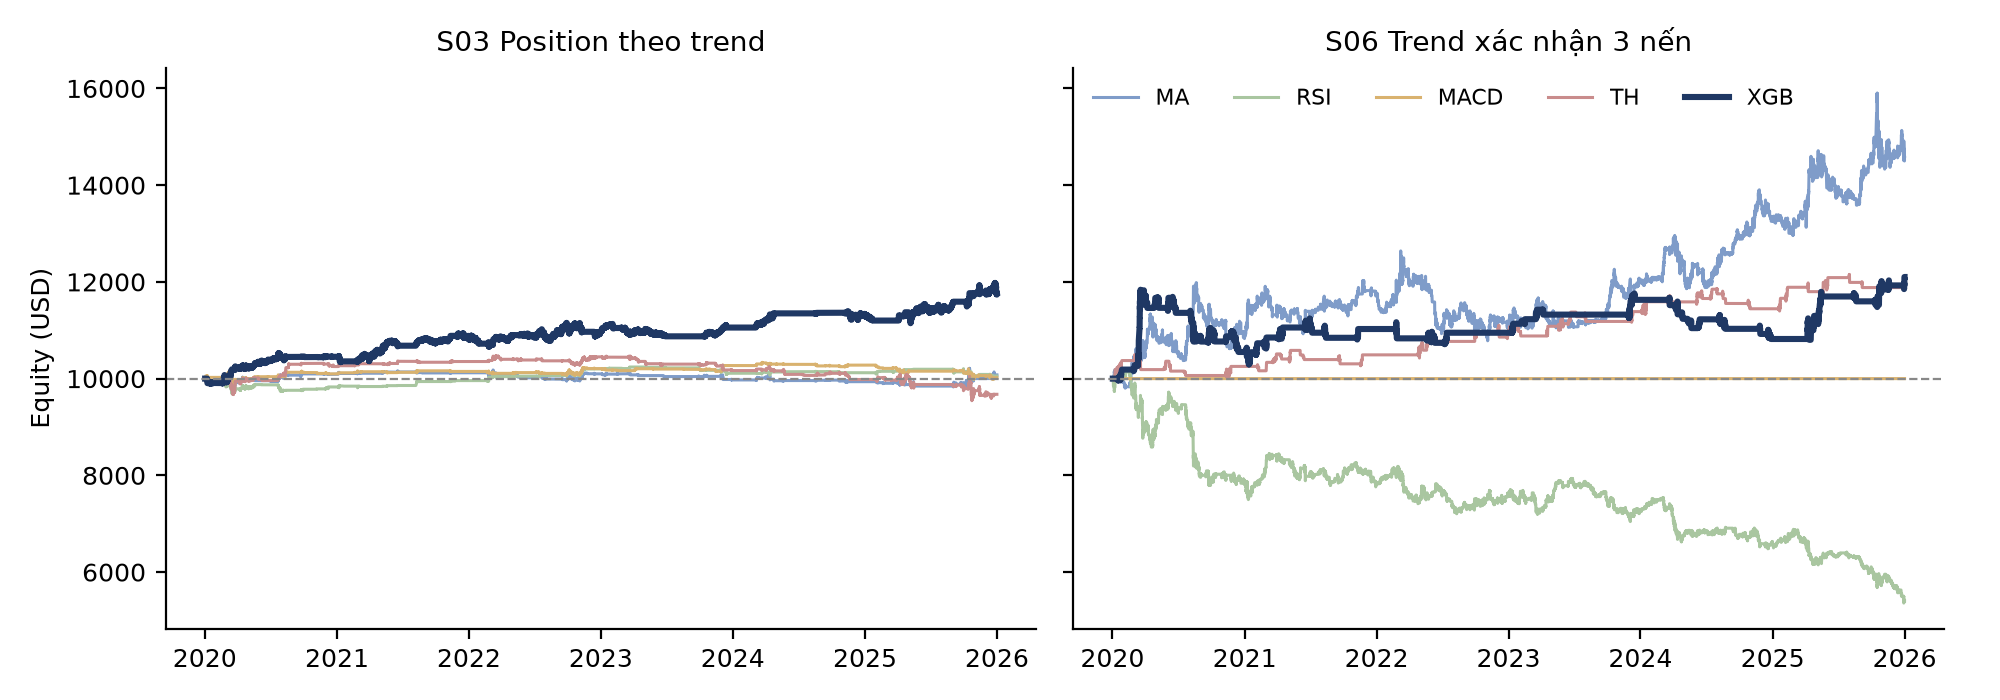 S03 Position theo trend
S06 Trend xác nhận 3 nến
Equity (USD)
16000
14000
12000
10000
8000
6000
2020 2021 2022 2023 2024 2025 2026
MA RSI MACD TH XGB
2020 2021 2022 2023 2024 2025 2026